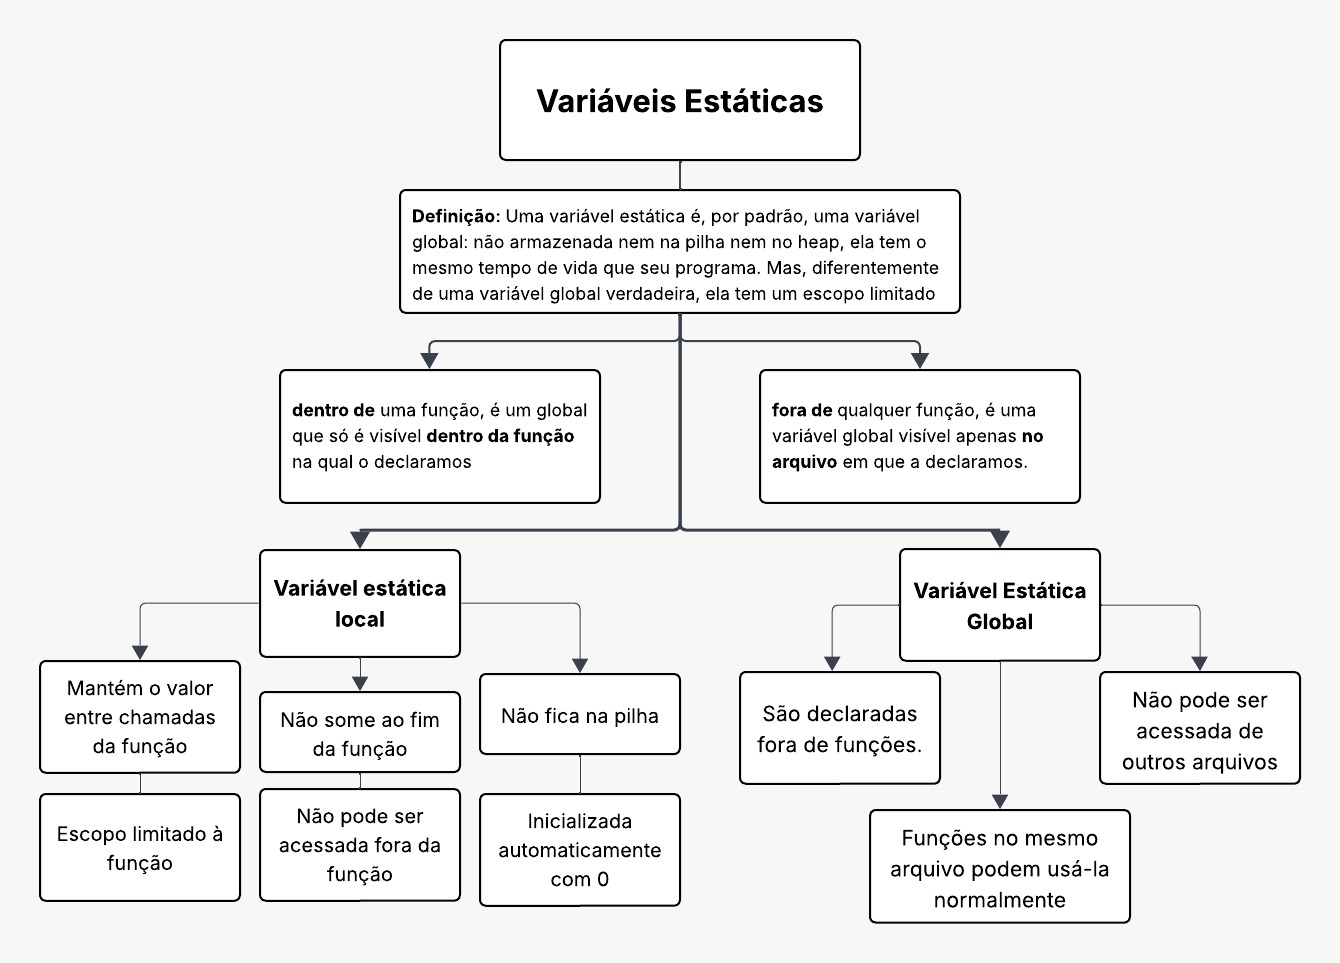 Variáveis Estáticas
Definição: Uma variável estática é, por padrão, uma variável
global: não armazenada nem na pilha nem no heap, ela tem o
mesmo tempo de vida que seu programa. Mas, diferentemente
de uma variável global verdadeira, ela tem um escopo limitado
dentro de uma função, é um global
que só é visível dentro da função
na qual o declaramos
fora de qualquer função, é uma
variável global visível apenas no
arquivo em que a declaramos.
Variável estática
local
Mantém o valor
entre chamadas
da função
Escopo limitado à
função
Não some ao fim
da função
Não pode ser
acessada fora da
função
Não fica na pilha
Inicializada
automaticamente
com 0
Variável Estática
Global
São declaradas
fora de funções.
Funções no mesmo
arquivo podem usá-la
normalmente
Não pode ser
acessada de
outros arquivos